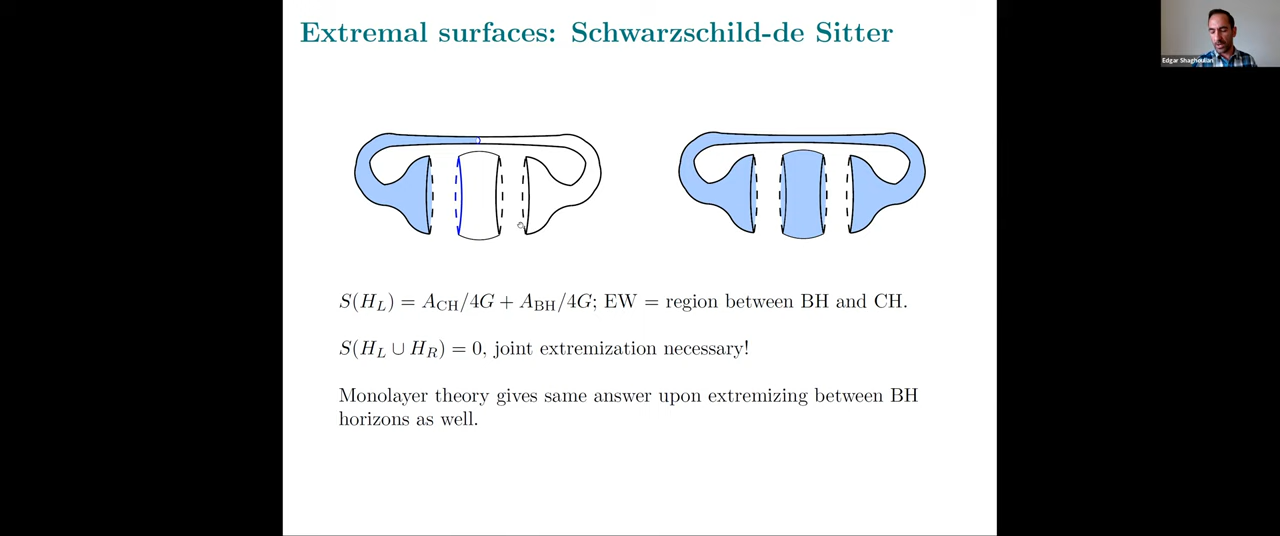 Extremal surfaces: Schwarzschild-de Sitter
Edgar Shaghoulian
S(H_L) = A_CH/4G + A_BH/4G; EW = region between BH and CH.
S(H_L ∪ H_R) = 0, joint extremization necessary!
Monolayer theory gives same answer upon extremizing between BH
horizons as well.